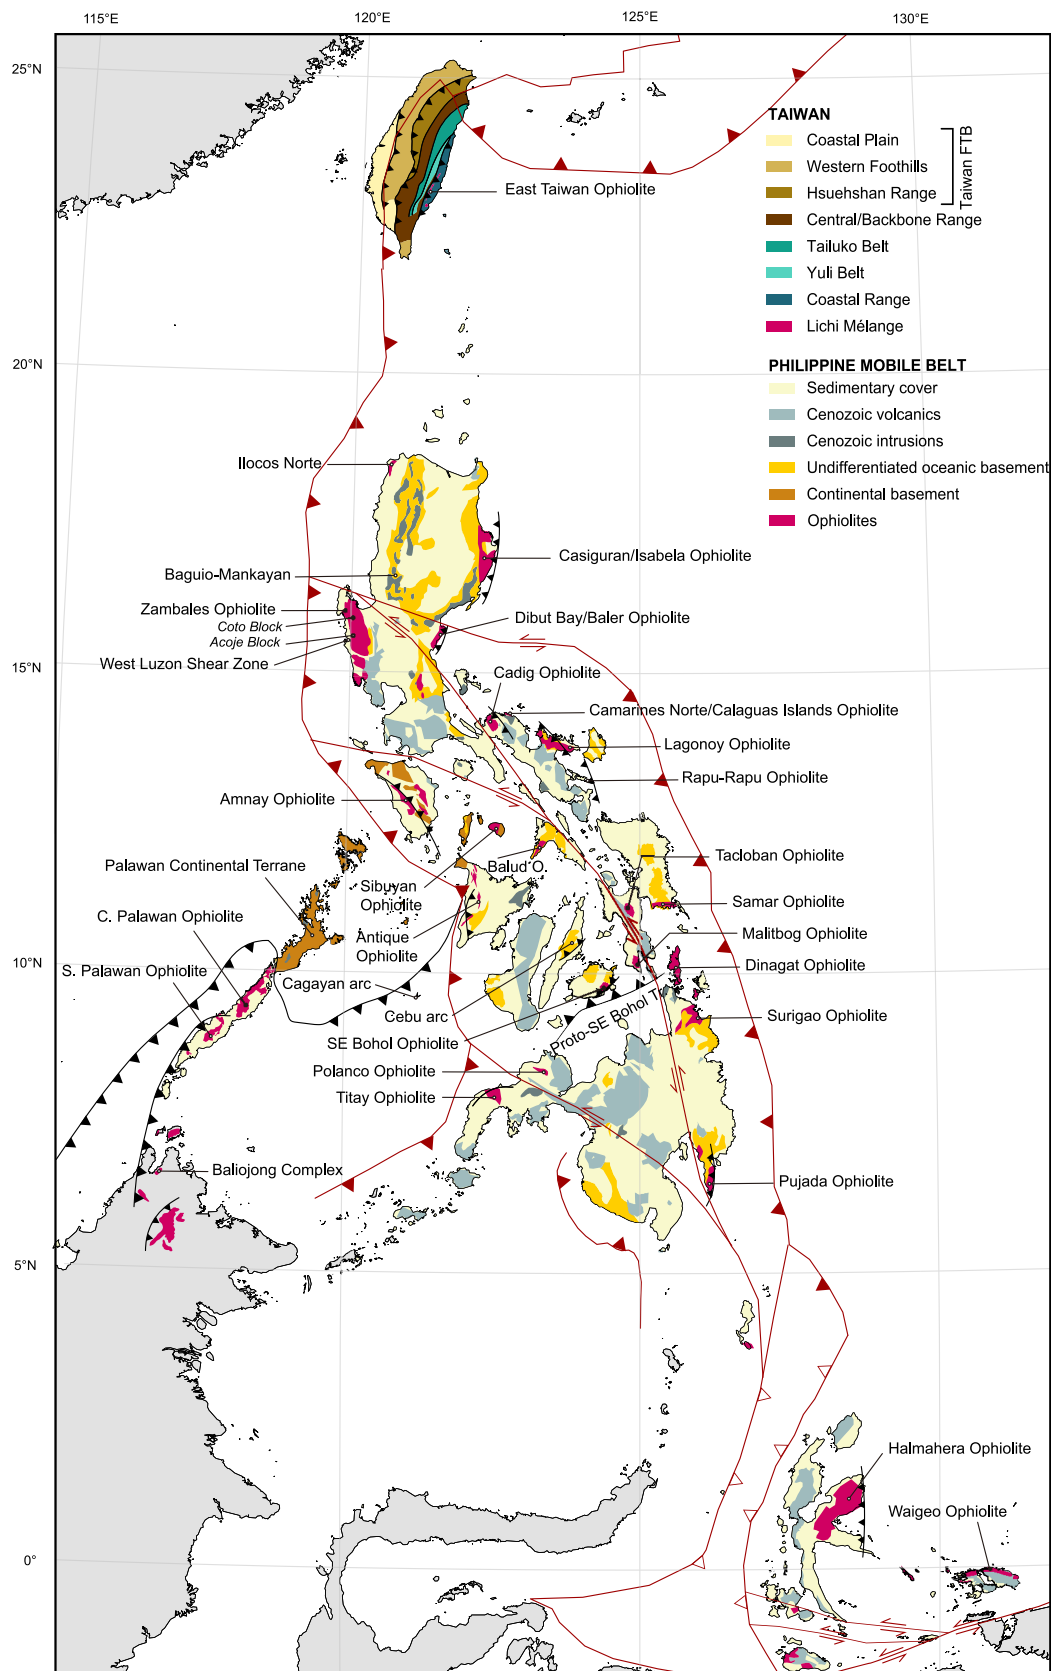 115°E
120°E
125°E
130°E
25°N
20°N
15°N
10°N
5°N
0°
TAIWAN
Coastal Plain
Western Foothills
Hsuehshan Range
Taiwan FTB
Central/Backbone Range
Tailuko Belt
Yuli Belt
Coastal Range
Lichi Mélange
PHILIPPINE MOBILE BELT
Sedimentary cover
Cenozoic volcanics
Cenozoic intrusions
Undifferentiated oceanic basement
Continental basement
Ophiolites
East Taiwan Ophiolite
Ilocos Norte
Casiguran/Isabela Ophiolite
Baguio-Mankayan
Zambales Ophiolite
Coto Block
Acoje Block
West Luzon Shear Zone
Dibut Bay/Baler Ophiolite
Cadig Ophiolite
Camarines Norte/Calaguas Islands Ophiolite
Lagonoy Ophiolite
Rapu-Rapu Ophiolite
Amnay Ophiolite
Balud O.
Tacloban Ophiolite
Palawan Continental Terrane
Sibuyan
Ophiolite
Samar Ophiolite
C. Palawan Ophiolite
Antique
Ophiolite
Malitbog Ophiolite
S. Palawan Ophiolite
Dinagat Ophiolite
Cagayan arc
Cebu arc
Proto-SE Bohol Tr.
Surigao Ophiolite
SE Bohol Ophiolite
Polanco Ophiolite
Titay Ophiolite
Baliojong Complex
Pujada Ophiolite
Halmahera Ophiolite
Waigeo Ophiolite